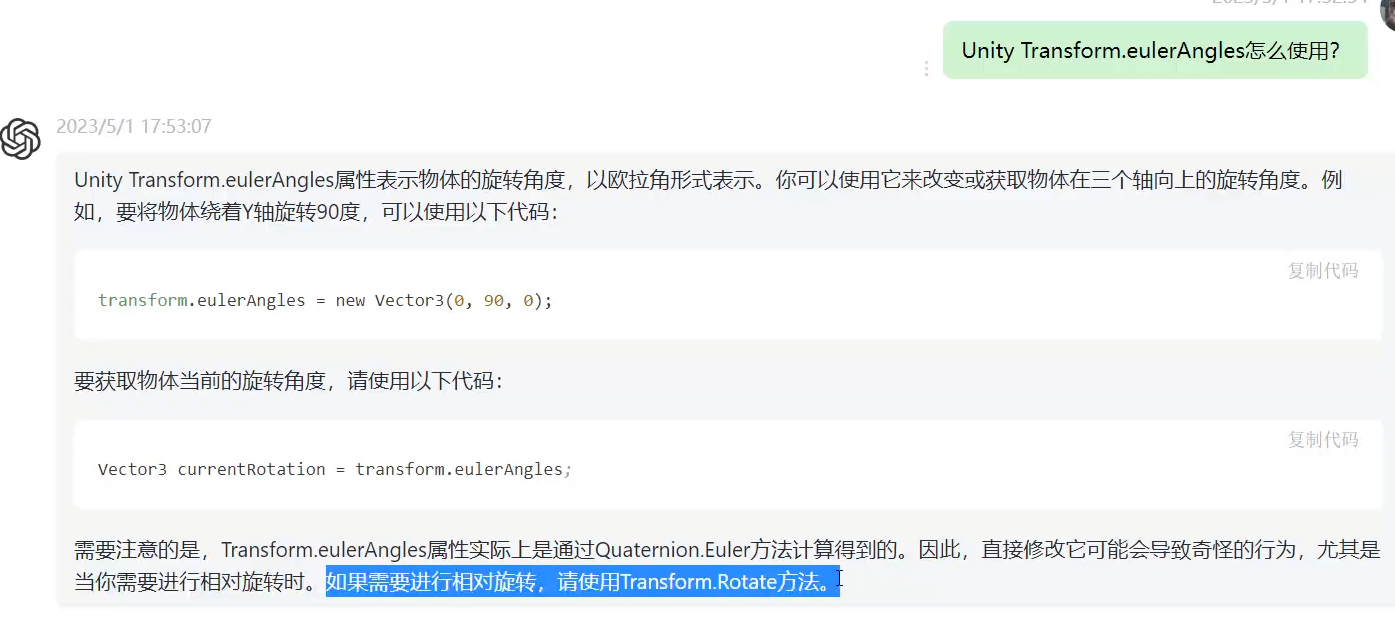 Unity Transform.eulerAngles怎么使用?
2023/5/1 17:53:07
Unity Transform.eulerAngles属性表示物体的旋转角度，以欧拉角形式表示。你可以使用它来改变或获取物体在三个轴向上的旋转角度。例
如，要将物体绕着Y轴旋转90度，可以使用以下代码：
复制代码
transform.eulerAngles = new Vector3(0, 90, 0);
要获取物体当前的旋转角度，请使用以下代码：
复制代码
Vector3 currentRotation = transform.eulerAngles;
需要注意的是，Transform.eulerAngles属性实际上是通过Quaternion.Euler方法计算得到的。因此，直接修改它可能会导致奇怪的行为，尤其是
当你需要进行相对旋转时。如果需要进行相对旋转，请使用Transform.Rotate方法。